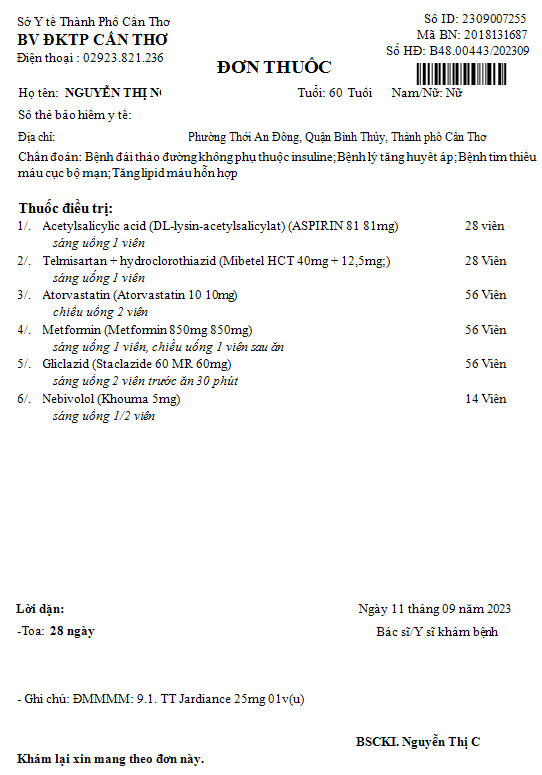 Sở Y tế Thành Phố Cần Thơ
Số ID: 2309007255
BV ĐKTP CẦN THƠ
Mã BN: 2018131687
Điện thoại : 02923.821.236
Số HĐ: B48.00443/202309
ĐƠN THUỐC
Họ tên: NGUYỄN THỊ N
Tuổi: 60 Tuổi Nam/Nữ: Nữ
Số thẻ bảo hiểm y tế:
Địa chỉ: Phường Thới An Đông, Quận Bình Thủy, Thành phố Cần Thơ
Chẩn đoán: Bệnh đái tháo đường không phụ thuộc insuline; Bệnh lý tăng huyết áp; Bệnh tim thiếu
máu cục bộ mạn; Tăng lipid máu hỗn hợp
Thuốc điều trị:
1/. Acetylsalicylic acid (DL-lysin-acetylsalicylat) (ASPIRIN 81 81mg) 28 viên
sáng uống 1 viên
2/. Telmisartan + hydroclorothiazid (Mibetel HCT 40mg + 12,5mg;) 28 Viên
sáng uống 1 viên
3/. Atorvastatin (Atorvastatin 10 10mg) 56 Viên
chiều uống 2 viên
4/. Metformin (Metformin 850mg 850mg) 56 Viên
sáng uống 1 viên, chiều uống 1 viên sau ăn
5/. Gliclazid (Staclazide 60 MR 60mg) 56 Viên
sáng uống 2 viên trước ăn 30 phút
6/. Nebivolol (Khouma 5mg) 14 Viên
sáng uống 1/2 viên
Lời dặn:
Ngày 11 tháng 09 năm 2023
-Toa: 28 ngày
Bác sĩ/Y sĩ khám bệnh
- Ghi chú: ĐMMMM: 9.1. TT Jardiance 25mg 01v(u)
BSCKI. Nguyễn Thị C
Khám lại xin mang theo đơn này.